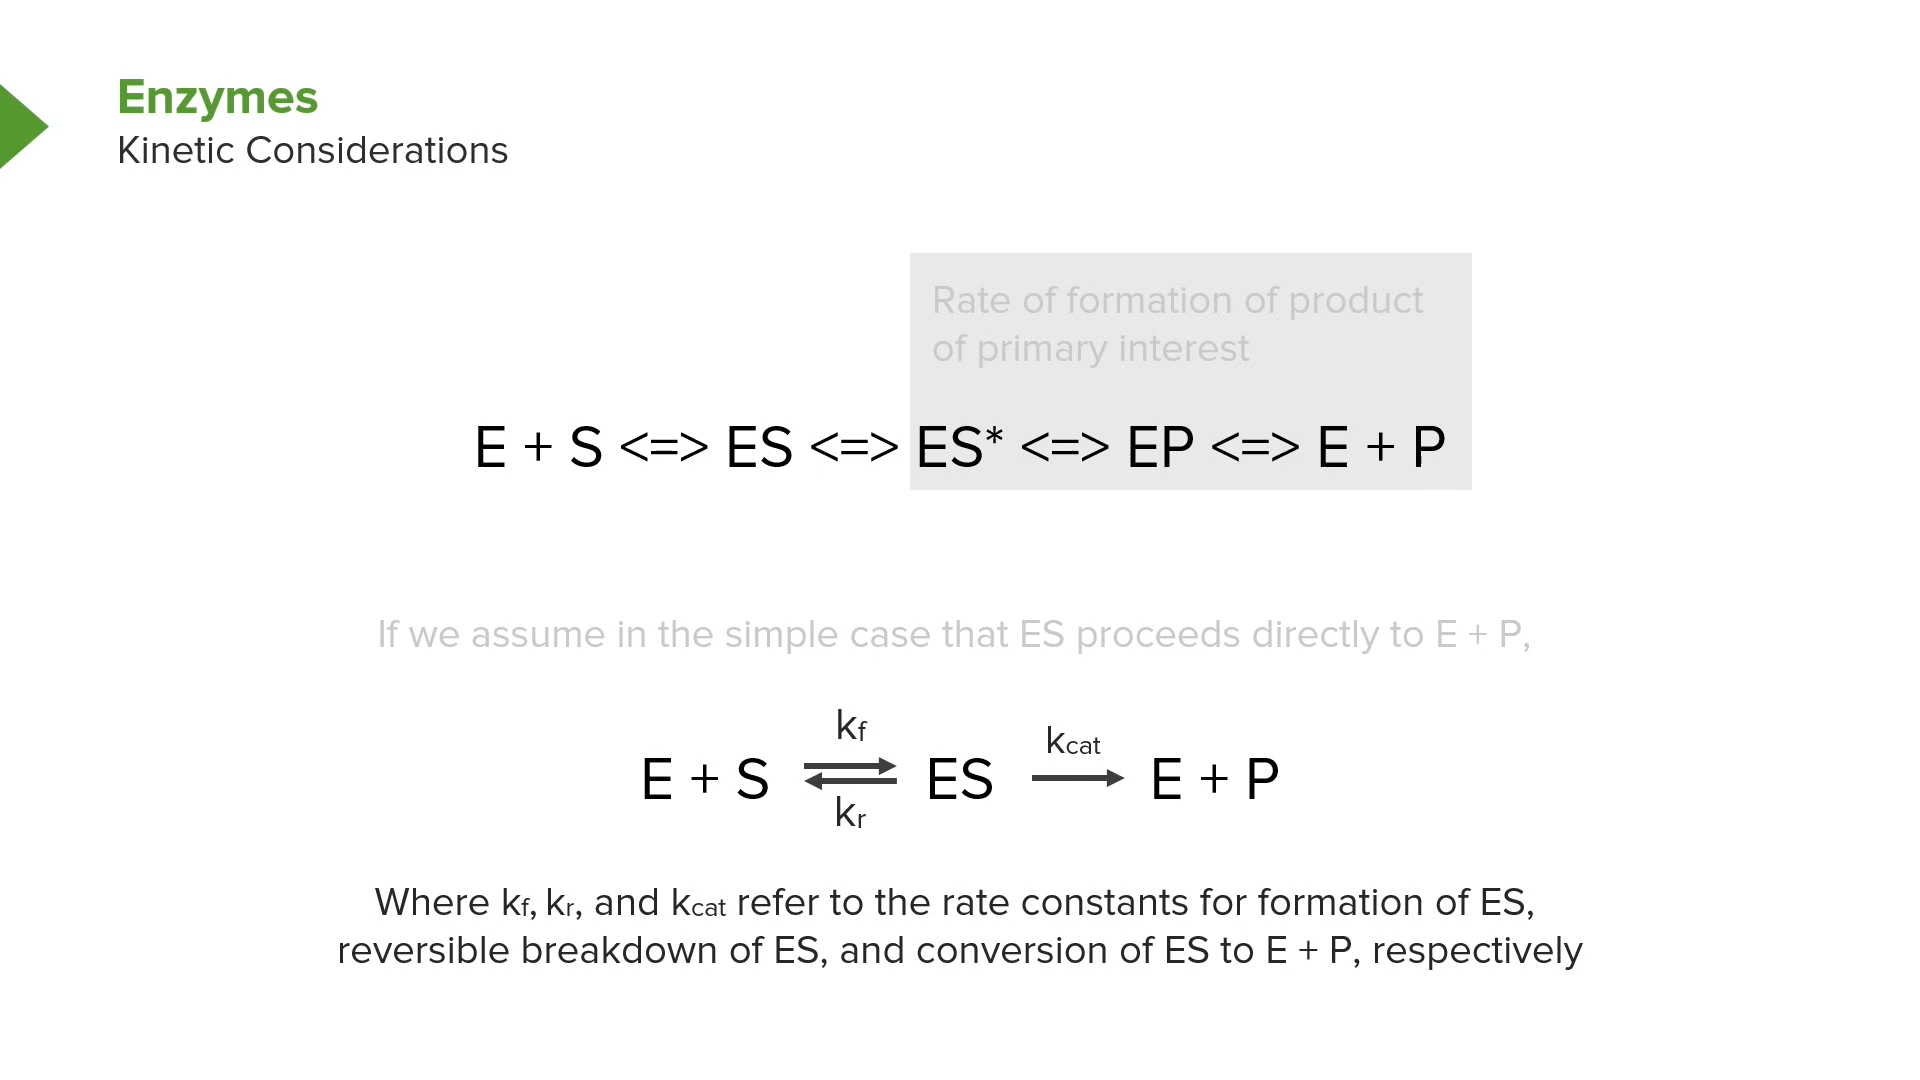 Enzymes
Kinetic Considerations
Rate of formation of product
of primary interest
E + S <=> ES <=> ES* <=> EP <=> E + P
If we assume in the simple case that ES proceeds directly to E + P,
kf
kcat
E + S ES E + P
kr
Where kf, kr, and kcat refer to the rate constants for formation of ES,
reversible breakdown of ES, and conversion of ES to E + P, respectively